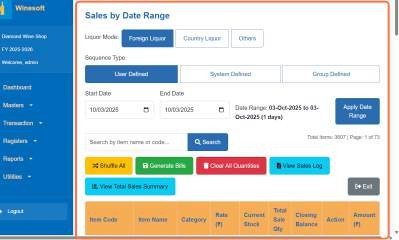 Winesoft
Diamond Wine Shop
FY 2025-2026
Welcome, admin
Dashboard
Masters
Transaction
Registers
Reports
Utilities
Logout
Sales by Date Range
Liquor Mode:
Foreign Liquor
Country Liquor
Others
Sequence Type:
User Defined
System Defined
Group Defined
Start Date
End Date
10/03/2025
10/03/2025
Date Range: 03-Oct-2025 to 03-
Oct-2025 (1 days)
Apply Date
Range
Search by item name or code...
Search
Total Items: 3607 | Page: 1 of 73
Shuffle All
Generate Bills
Clear All Quantities
View Sales Log
View Total Sales Summary
Exit
Item Code
Item Name
Category
Rate
(₹)
Current
Stock
Total
Sale
Qty
Closing
Balance
Action
Amount
(₹)